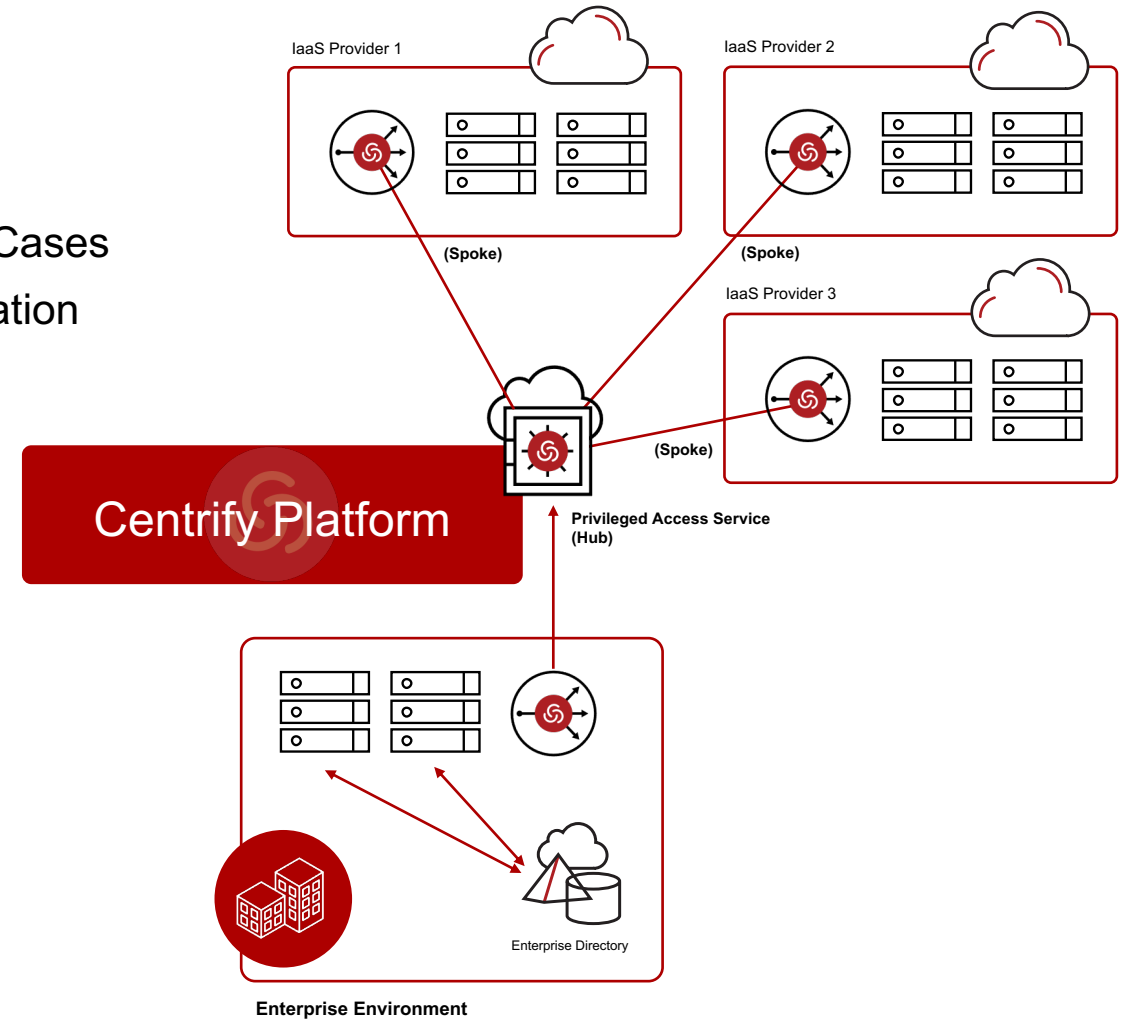 IaaS Provider 1
IaaS Provider 2
(Spoke)
(Spoke)
Cases
IaaS Provider 3
ation
(Spoke)
Centrify Platform
Privileged Access Service
(Hub)
Enterprise Directory
Enterprise Environment